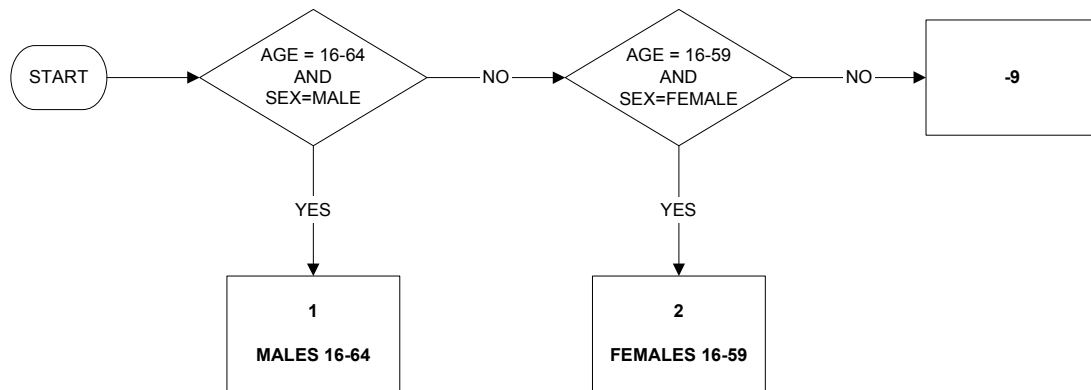 START
AGE = 16-64
AND
SEX=MALE
NO
AGE = 16-59
AND
SEX=FEMALE
NO
-9
YES
YES
1
MALES 16-64
2
FEMALES 16-59